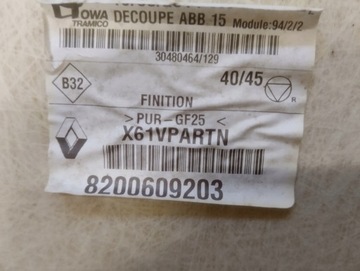 OWA DECOUPE ABB 15
TRAMICO Module:94/2/2
30480464/129
B32 40/45 R
FINITION
>PUR-GF25<
X61VPARTN
8200609203